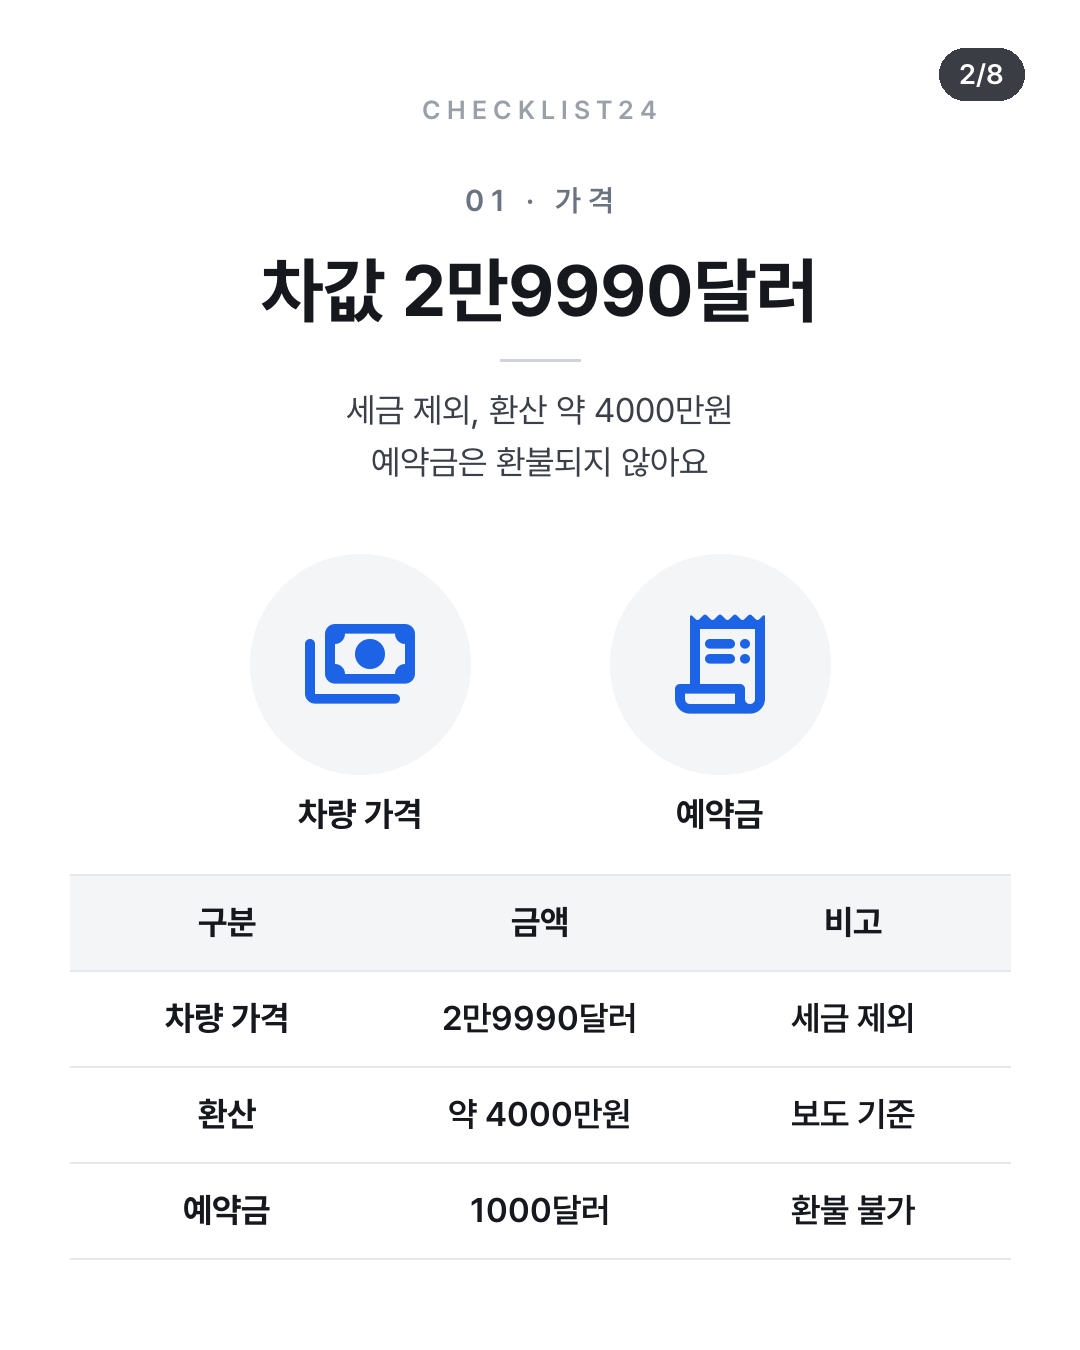 2/8
CHECKLIST24
01 · 가격
차값 2만9990달러
세금 제외, 환산 약 4000만원
예약금은 환불되지 않아요
차량 가격 예약금
구분 금액 비고
차량 가격 2만9990달러 세금 제외
환산 약 4000만원 보도 기준
예약금 1000달러 환불 불가